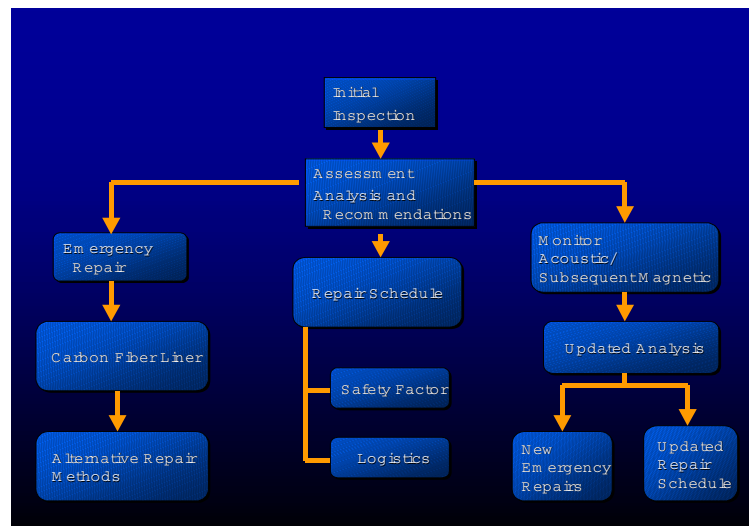 Initial
Inspection
Assessment
Analysis and
Recommendations
Emergency
Repair
Monitor
Acoustic/
Subsequent Magnetic
Repair Schedule
Carbon Fiber Liner
Updated Analysis
Safety Factor
Alternative Repair
Methods
Logistics
New
Emergency
Repairs
Updated
Repair
Schedule